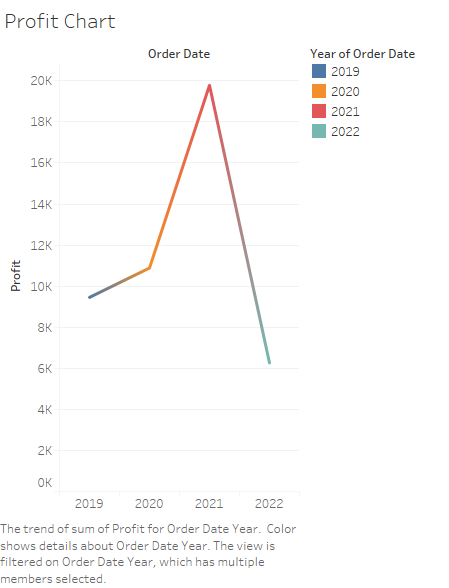 Profit Chart
Order Date
Year of Order Date
2019
2020
2021
2022
Profit
20K
18K
16K
14K
12K
10K
8K
6K
4K
2K
0K
2019 2020 2021 2022
The trend of sum of Profit for Order Date Year. Color
shows details about Order Date Year. The view is
filtered on Order Date Year, which has multiple
members selected.